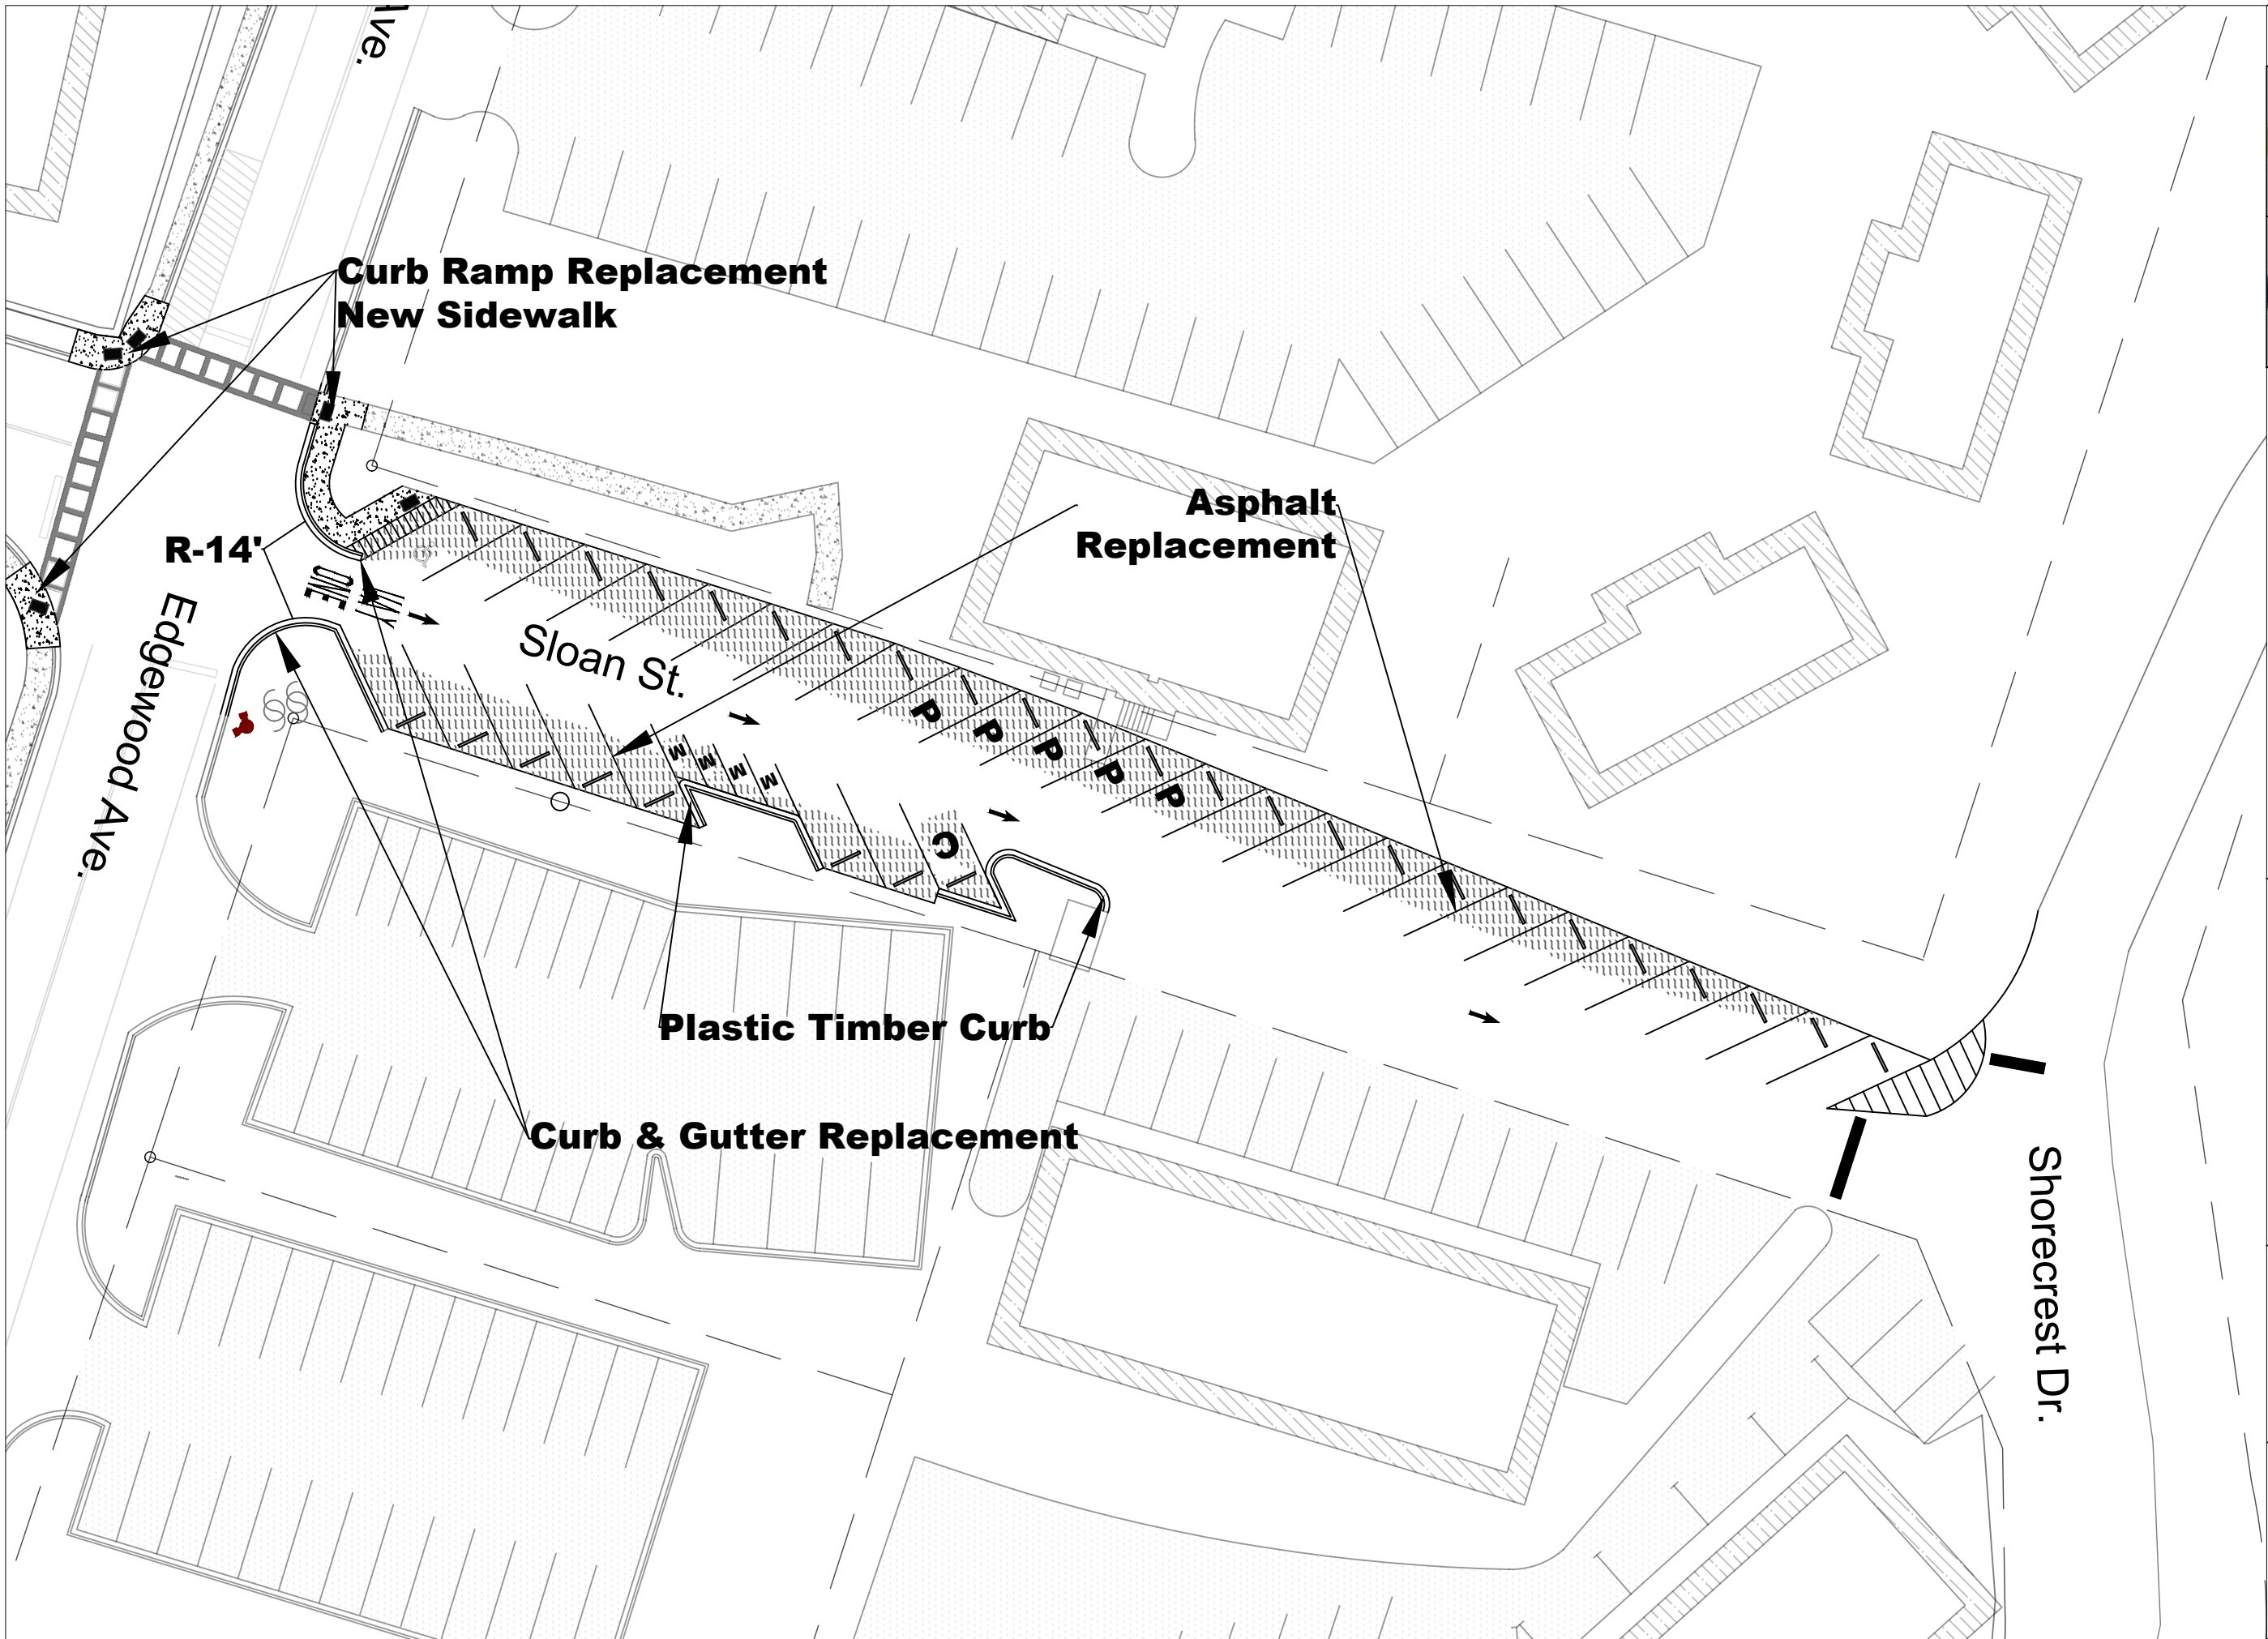 Ave.
Curb Ramp Replacement
New Sidewalk
Asphalt
Replacement
R-14'
ONE
WAY
Edgewood Ave.
Sloan St.
P
P
P
P
P
M
M
M
M
C
Plastic Timber Curb
Curb & Gutter Replacement
Shorecrest Dr.